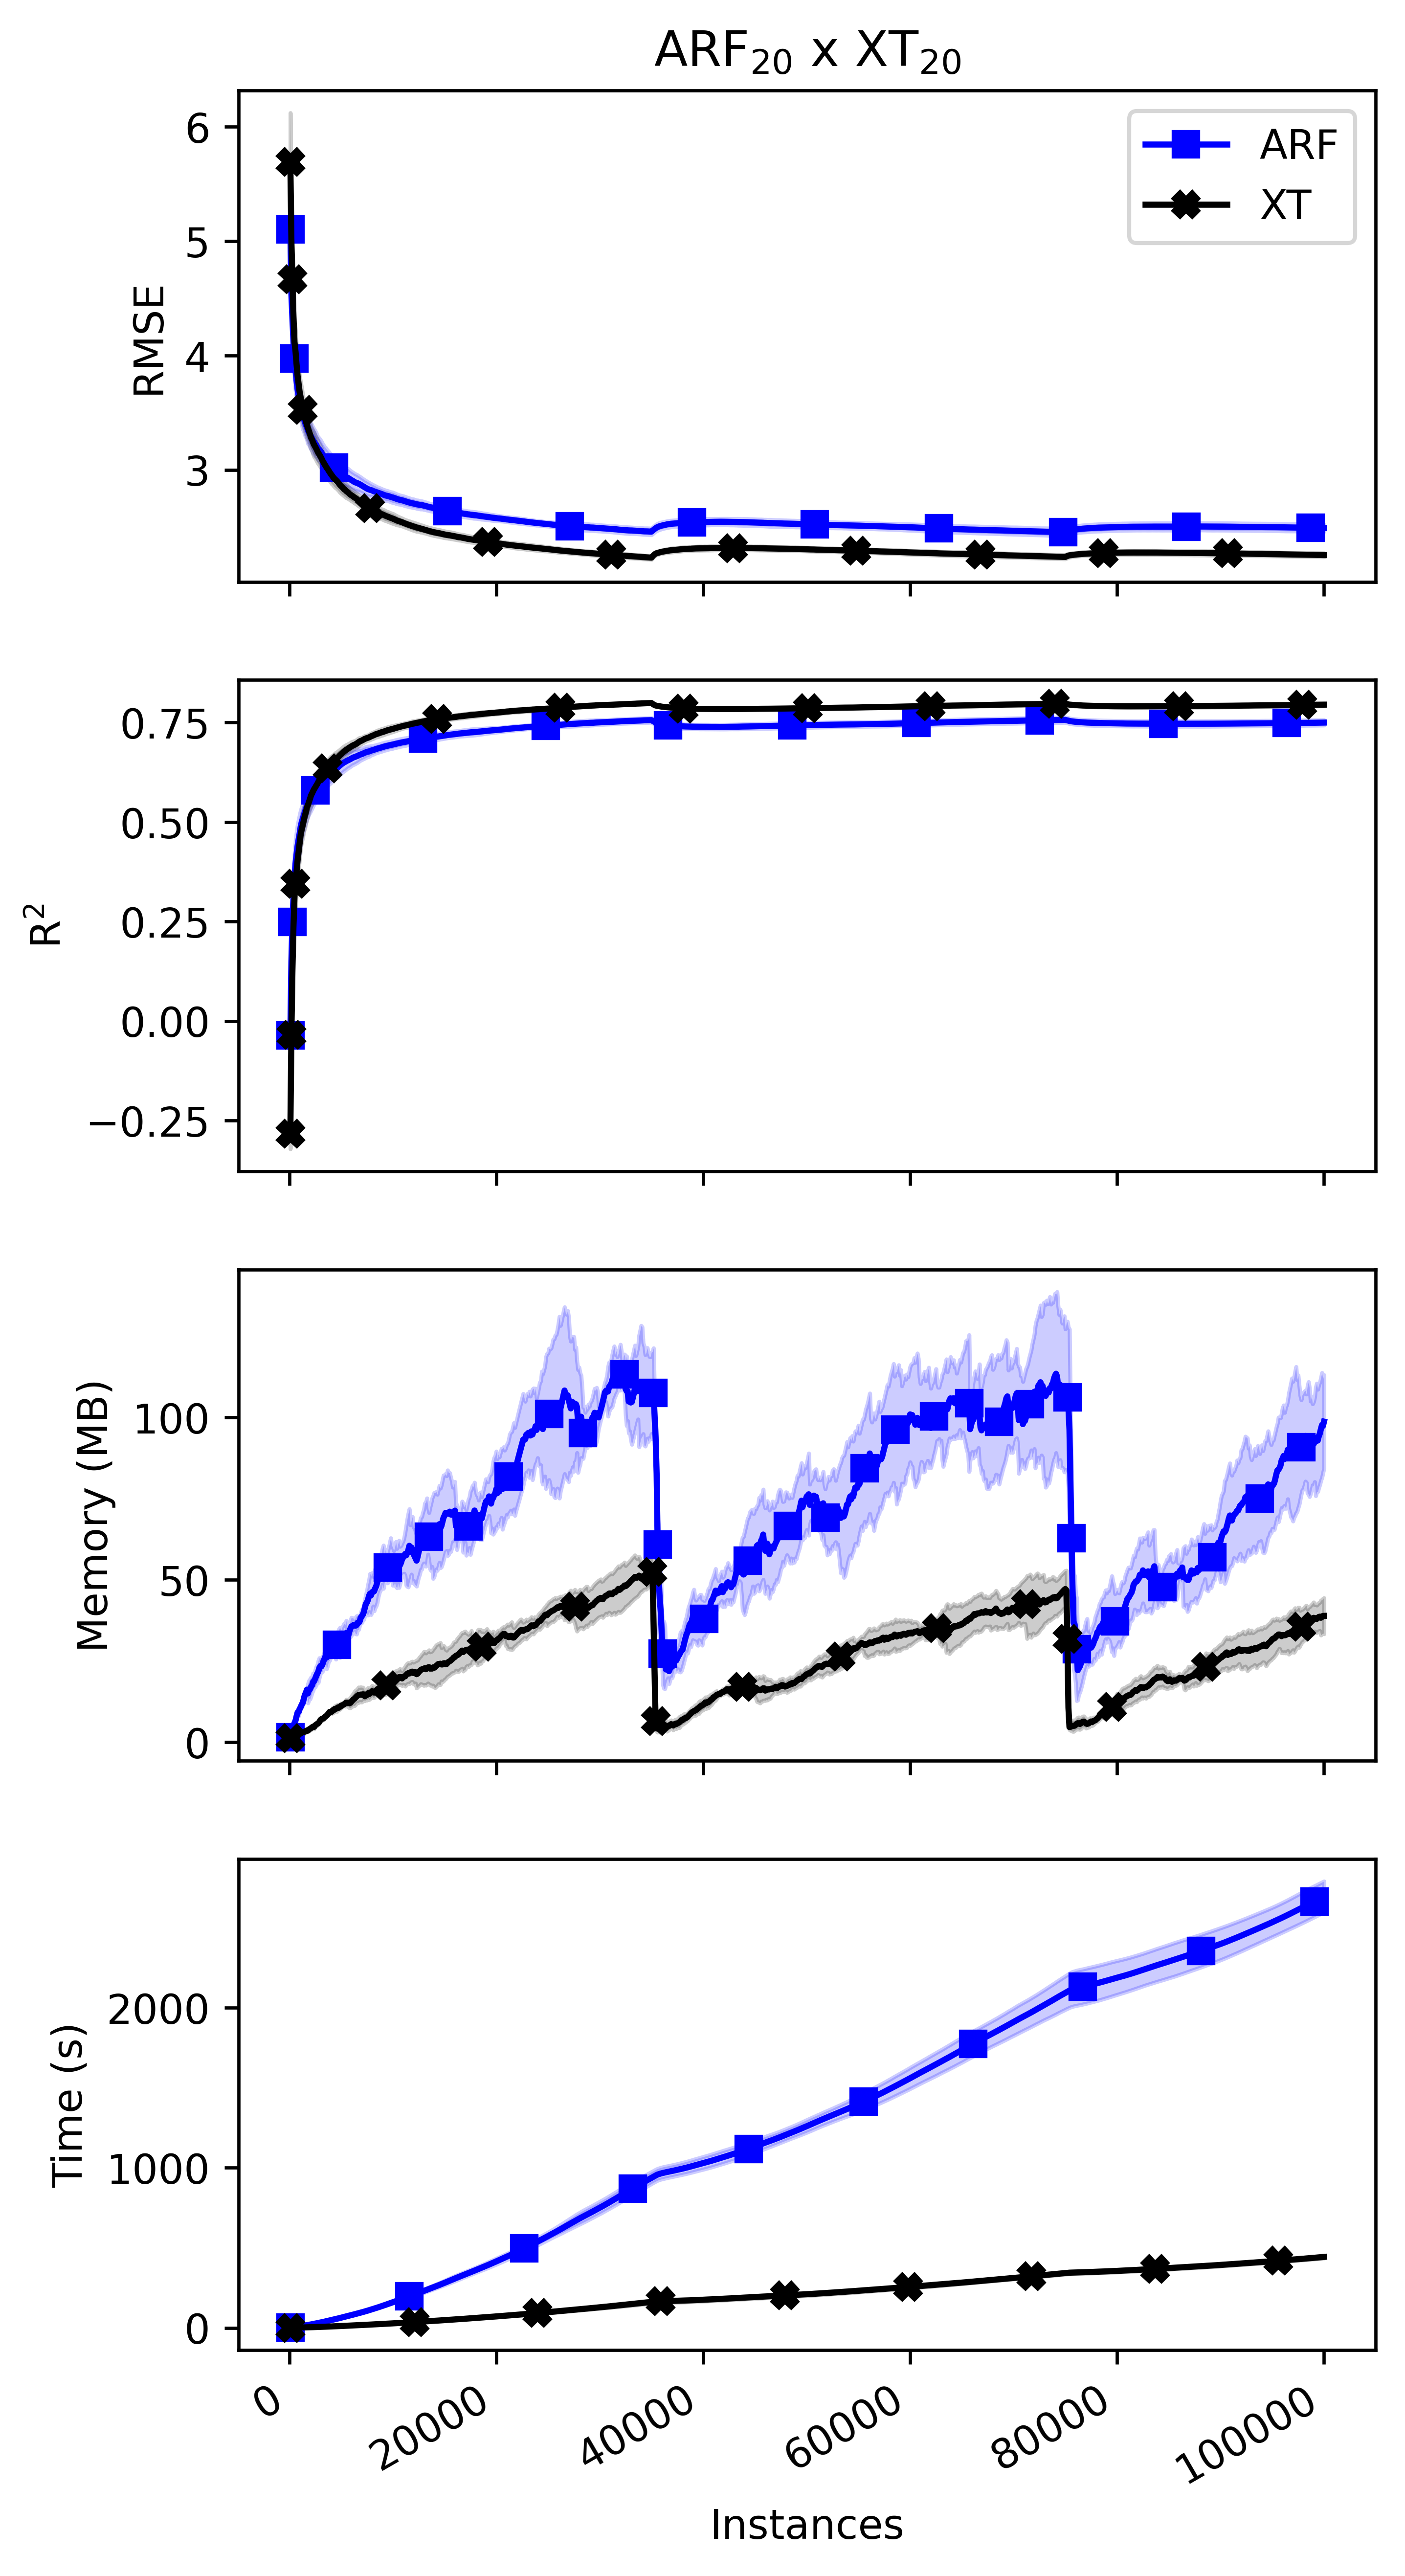 ARF₂₀ x XT₂₀
6
5
4
3
RMSE
ARF
XT
0.75
0.50
0.25
0.00
−0.25
R²
100
50
0
Memory (MB)
2000
1000
0
Time (s)
0
20000
40000
60000
80000
100000
Instances